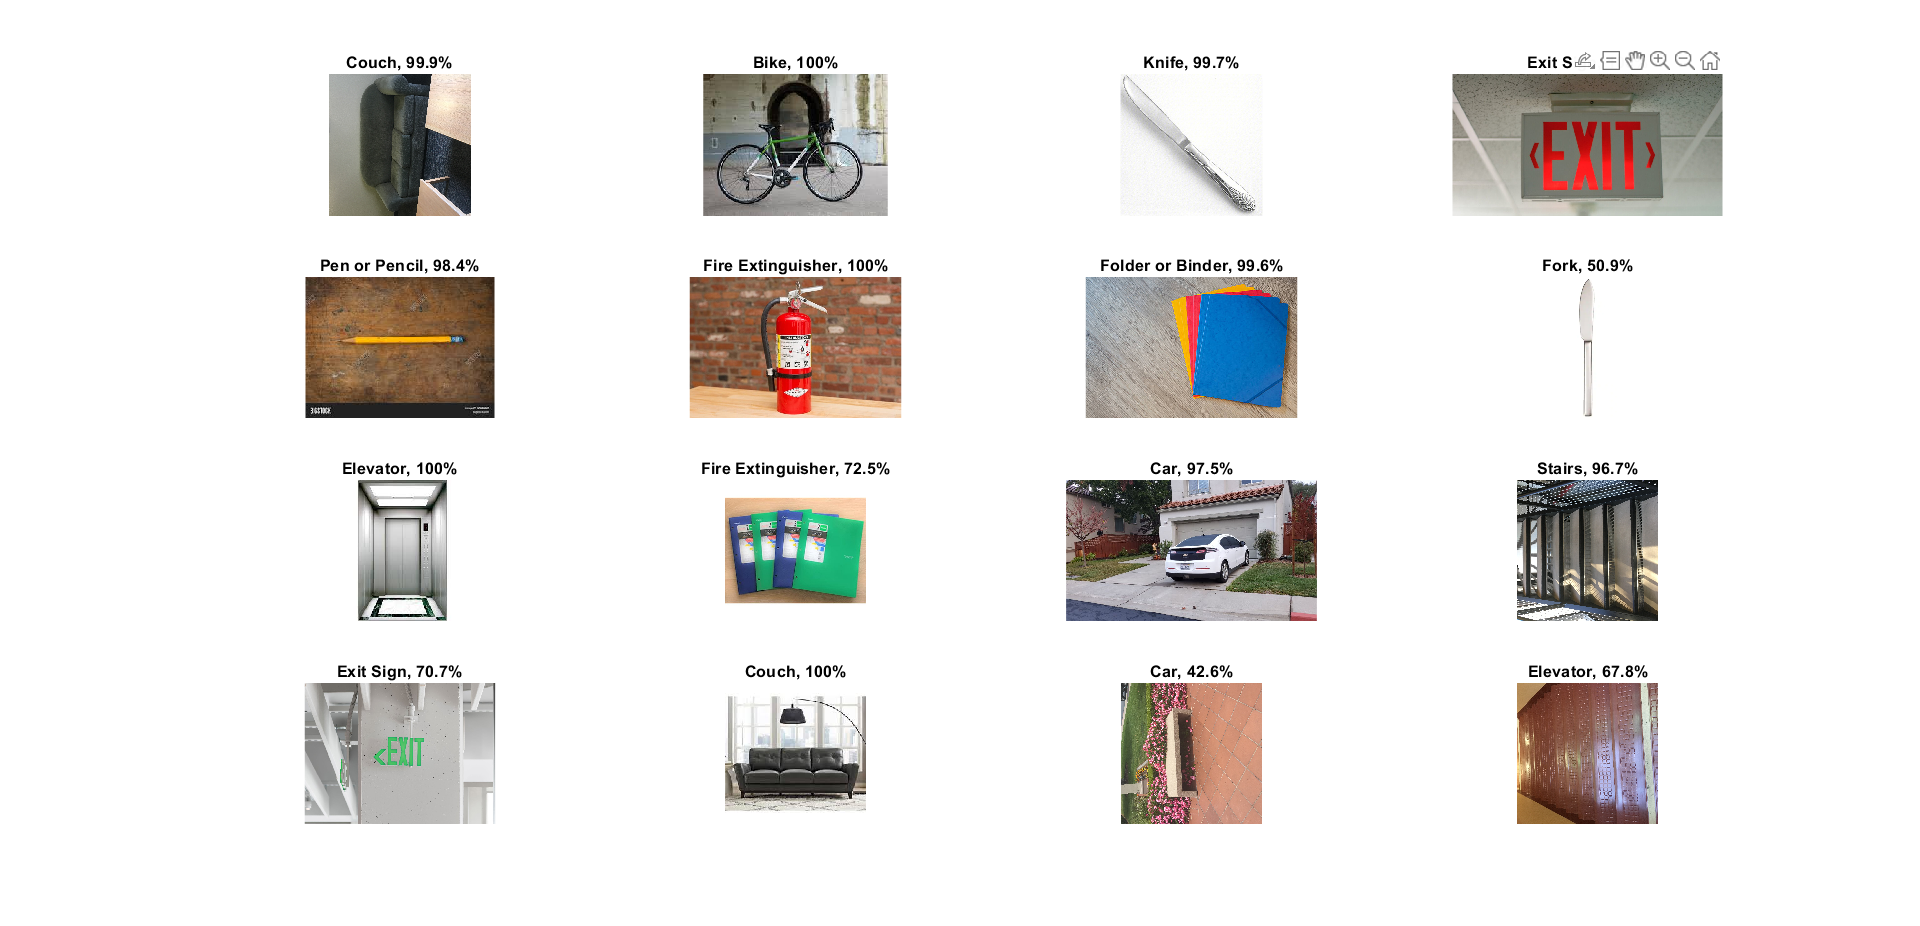 Couch, 99.9%
Bike, 100%
Knife, 99.7%
Exit S
EXIT
Pen or Pencil, 98.4%
Fire Extinguisher, 100%
Folder or Binder, 99.6%
Fork, 50.9%
BIGSTOCK
Elevator, 100%
Fire Extinguisher, 72.5%
Car, 97.5%
Stairs, 96.7%
Exit Sign, 70.7%
Couch, 100%
Car, 42.6%
Elevator, 67.8%
EXIT